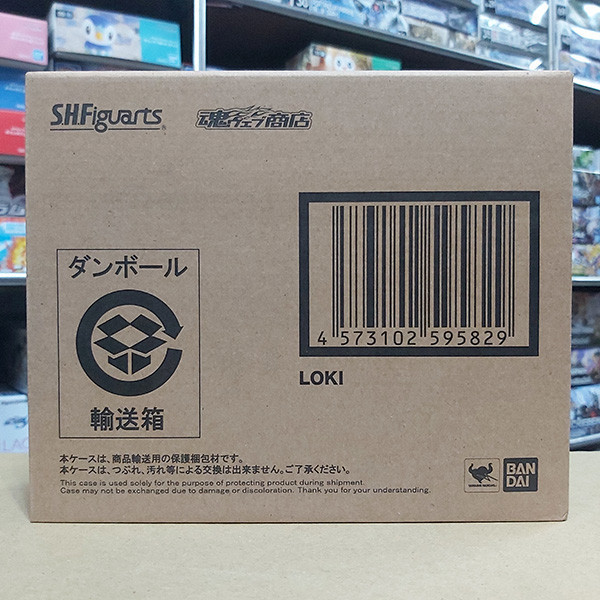 S.H.Figuarts
魂ウェブ商店
ダンボール
輸送箱
4 573102 595829
LOKI
本ケースは、商品輸送用の保護梱包材です。
本ケースは、つぶれ、汚れ等による交換は出来ません。ご了承ください。
This case is used solely for the purpose of protecting product during shipment.
Case may not be exchanged due to damage or discoloration. Thank you for your understanding.
BAN
DAI